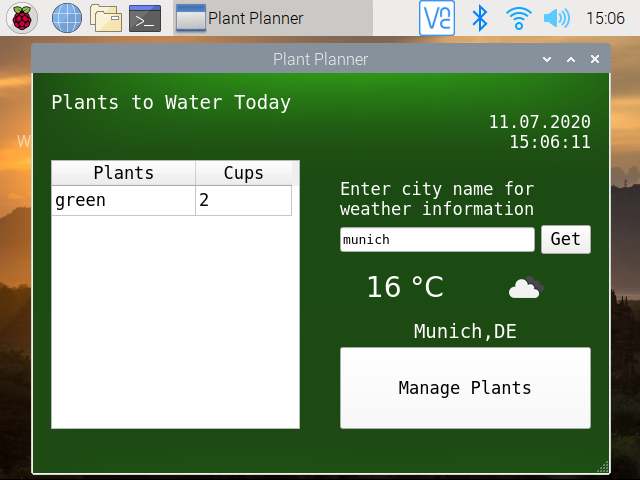 Plant Planner
15:06
Plant Planner
Plants to Water Today
11.07.2020
15:06:11
Plants Cups
green 2
Enter city name for
weather information
munich Get
16 °C
Munich,DE
Manage Plants